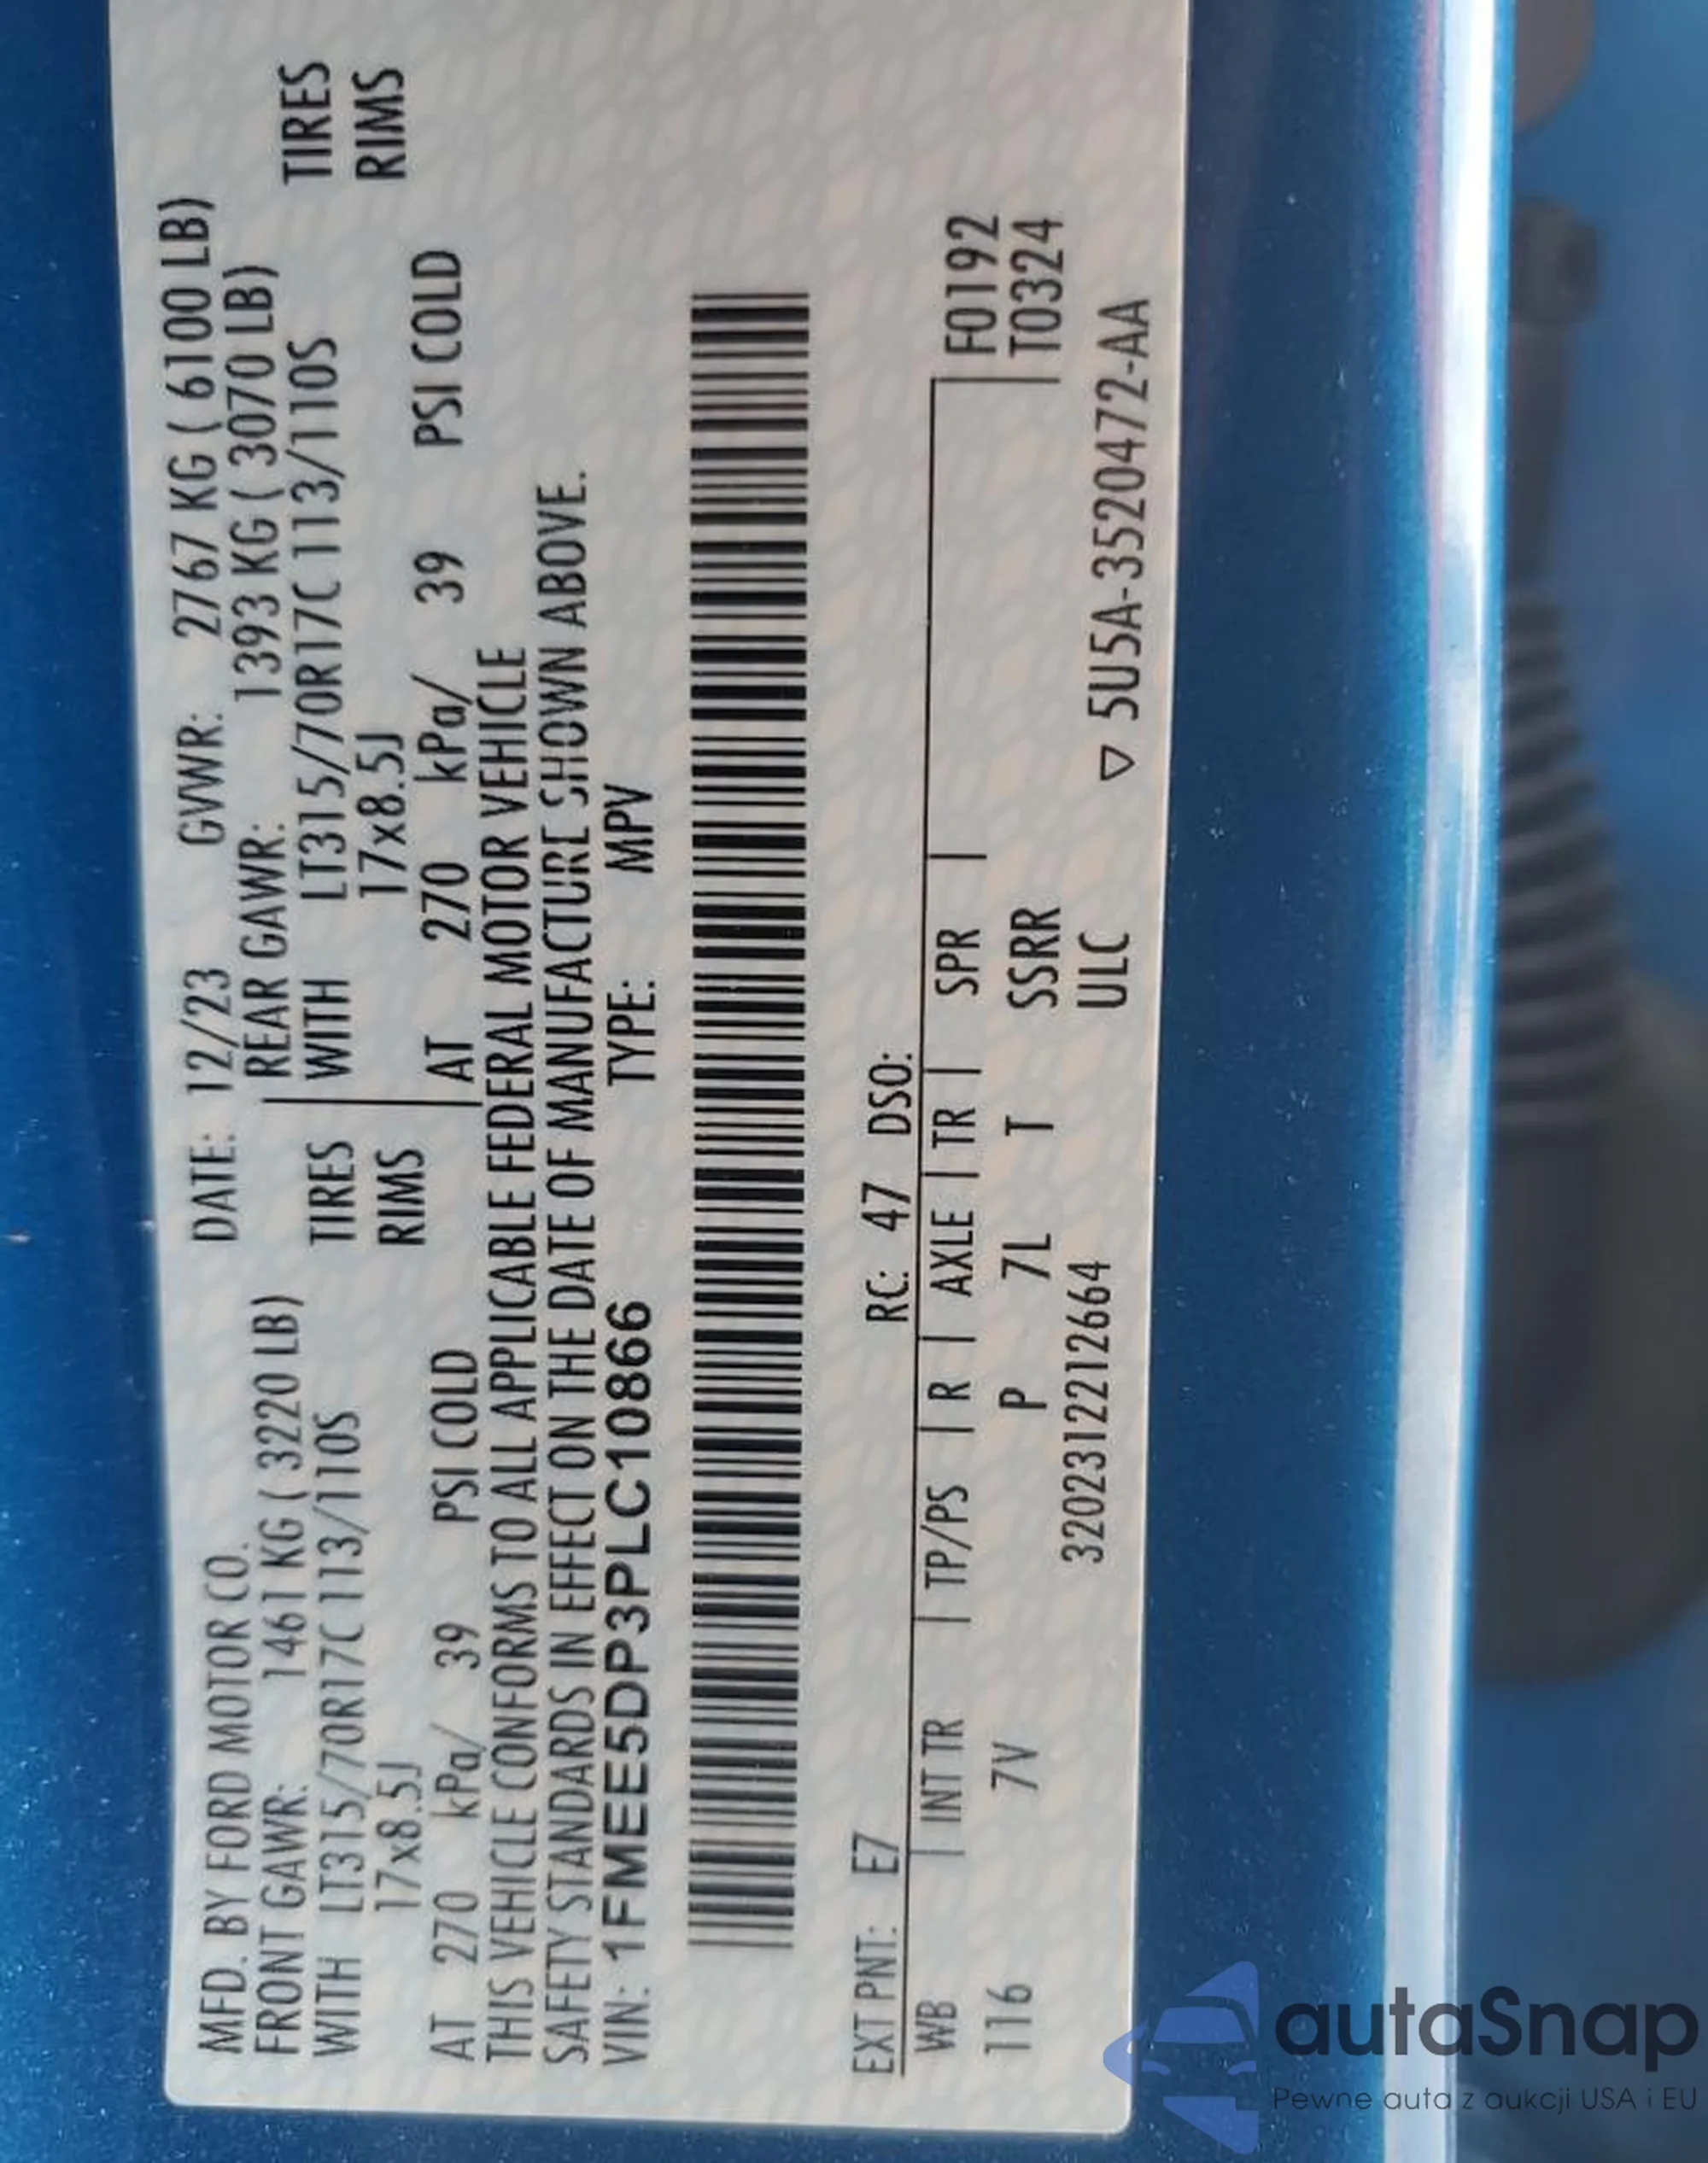 MFD. BY FORD MOTOR CO. DATE: 12/23 GVWR: 2767 KG ( 6100 LB)
FRONT GAWR: 1461 KG ( 3220 LB) REAR GAWR: 1393 KG ( 3070 LB)
WITH LT315/70R17C 113/110S TIRES WITH LT315/70R17C 113/110S TIRES
17x8.5J RIMS 17x8.5J RIMS
AT 270 kPa/ 39 PSI COLD AT 270 kPa/ 39 PSI COLD
THIS VEHICLE CONFORMS TO ALL APPLICABLE FEDERAL MOTOR VEHICLE
SAFETY STANDARDS IN EFFECT ON THE DATE OF MANUFACTURE SHOWN ABOVE.
VIN: 1FMEE5DP3PLC10866 TYPE: MPV
EXT PNT: E7 RC: 47 DSO:
WB | INT TR | TP/PS | R | AXLE | TR | SPR | F0192
116 7V P 7L T SSRR T0324
3202312212664 ULC ▽ 5U5A-3520472-AA
autaSnap
Pewne auta z aukcji USA i EU